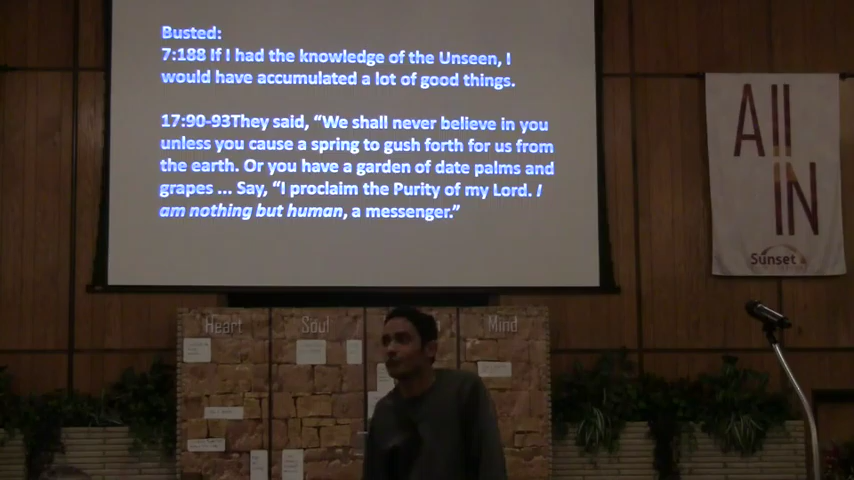 Busted:
7:188 If I had the knowledge of the Unseen, I
would have accumulated a lot of good things.
17:90-93They said, “We shall never believe in you
unless you cause a spring to gush forth for us from
the earth. Or you have a garden of date palms and
grapes ... Say, “I proclaim the Purity of my Lord. I
am nothing but human, a messenger.”
All
IN
Sunset
Heart
Soul
Mind